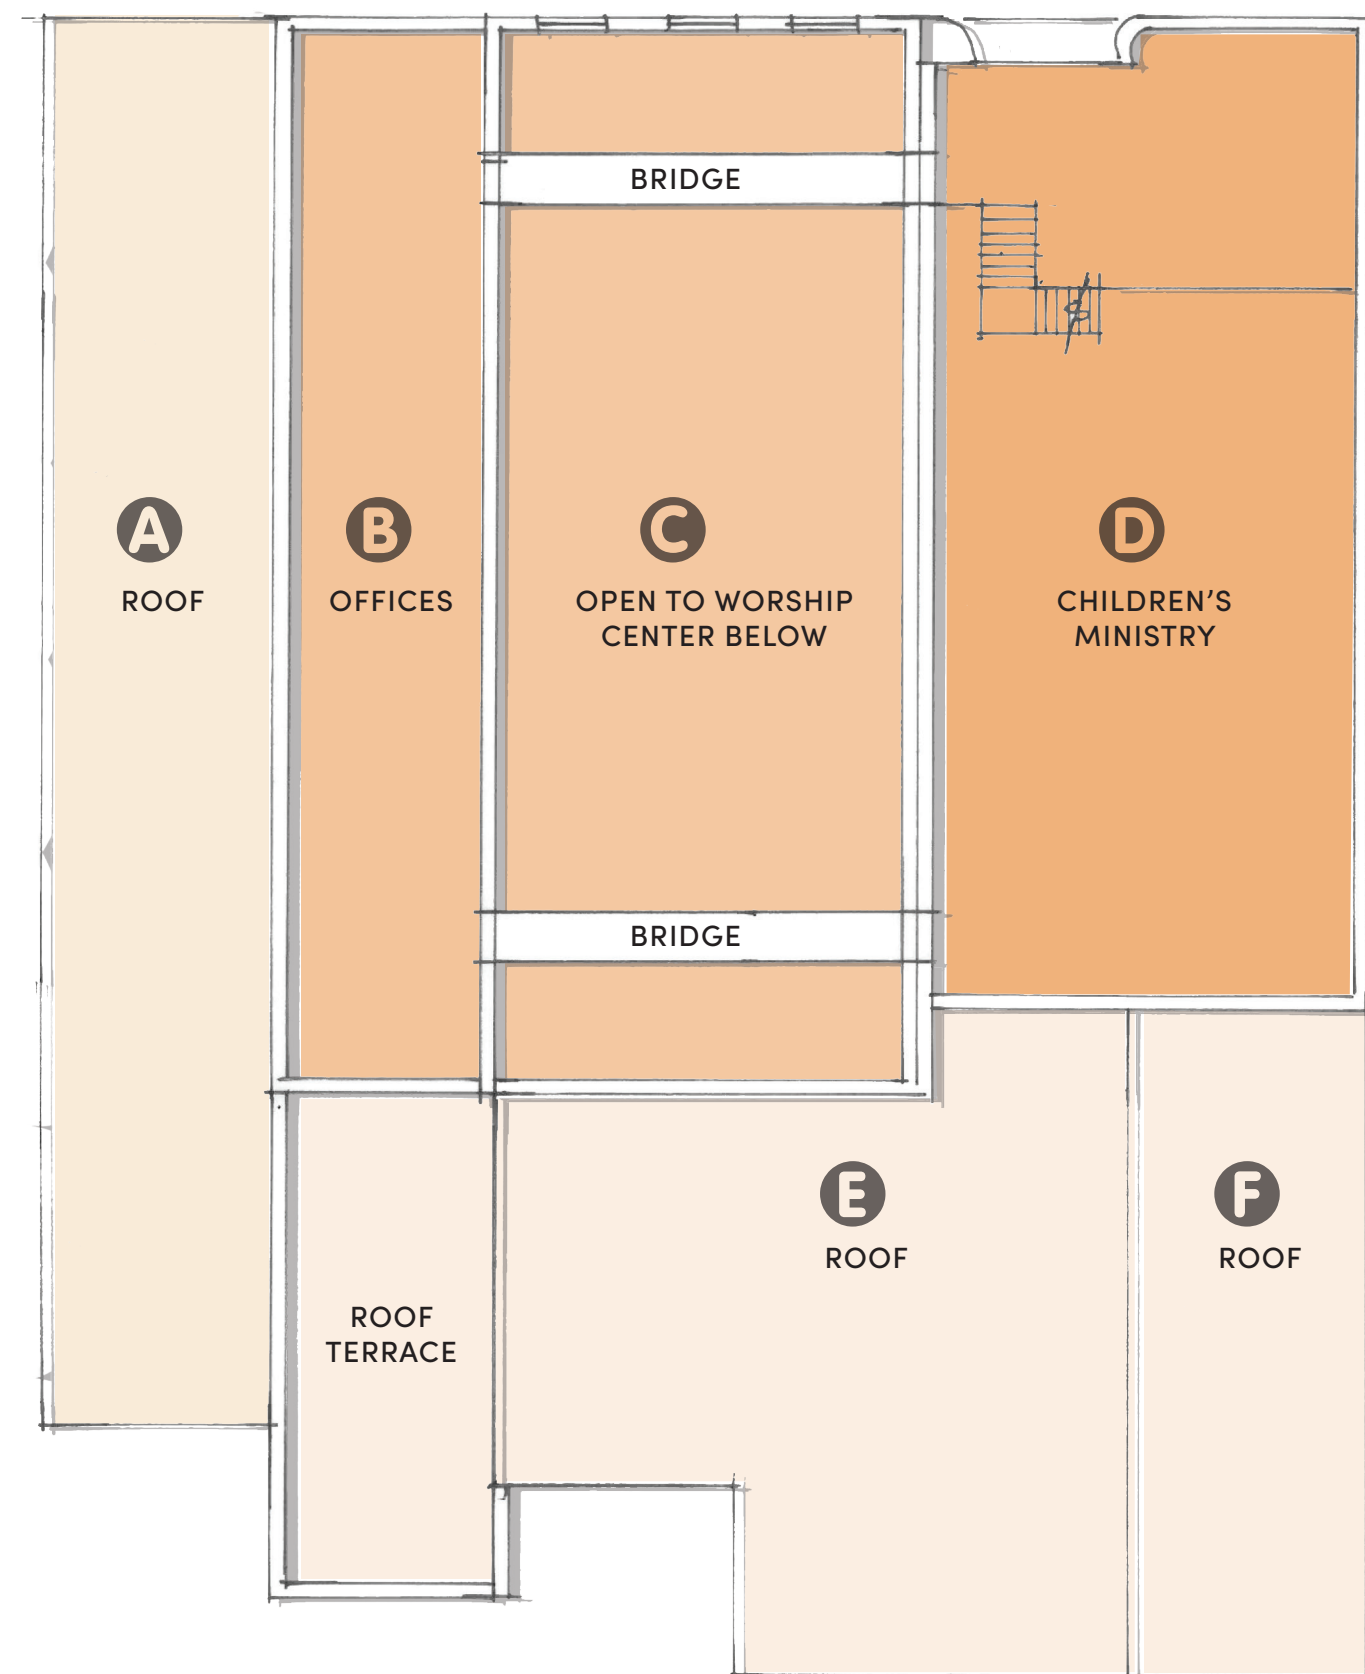 BRIDGE
A
ROOF
B
OFFICES
C
OPEN TO WORSHIP
CENTER BELOW
D
CHILDREN’S
MINISTRY
BRIDGE
E
ROOF
F
ROOF
ROOF
TERRACE